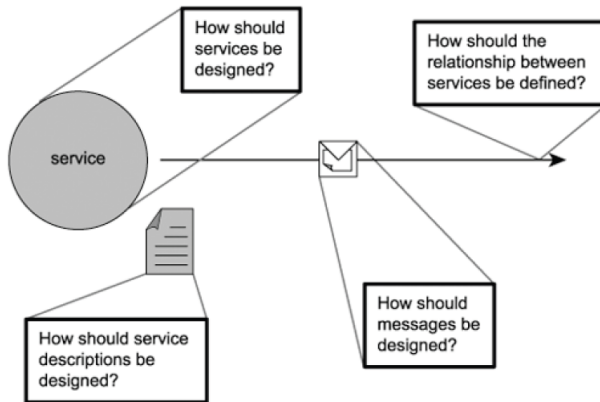 How should
services be
designed?
How should the
relationship between
services be defined?
service
How should
messages be
designed?
How should service
descriptions be
designed?